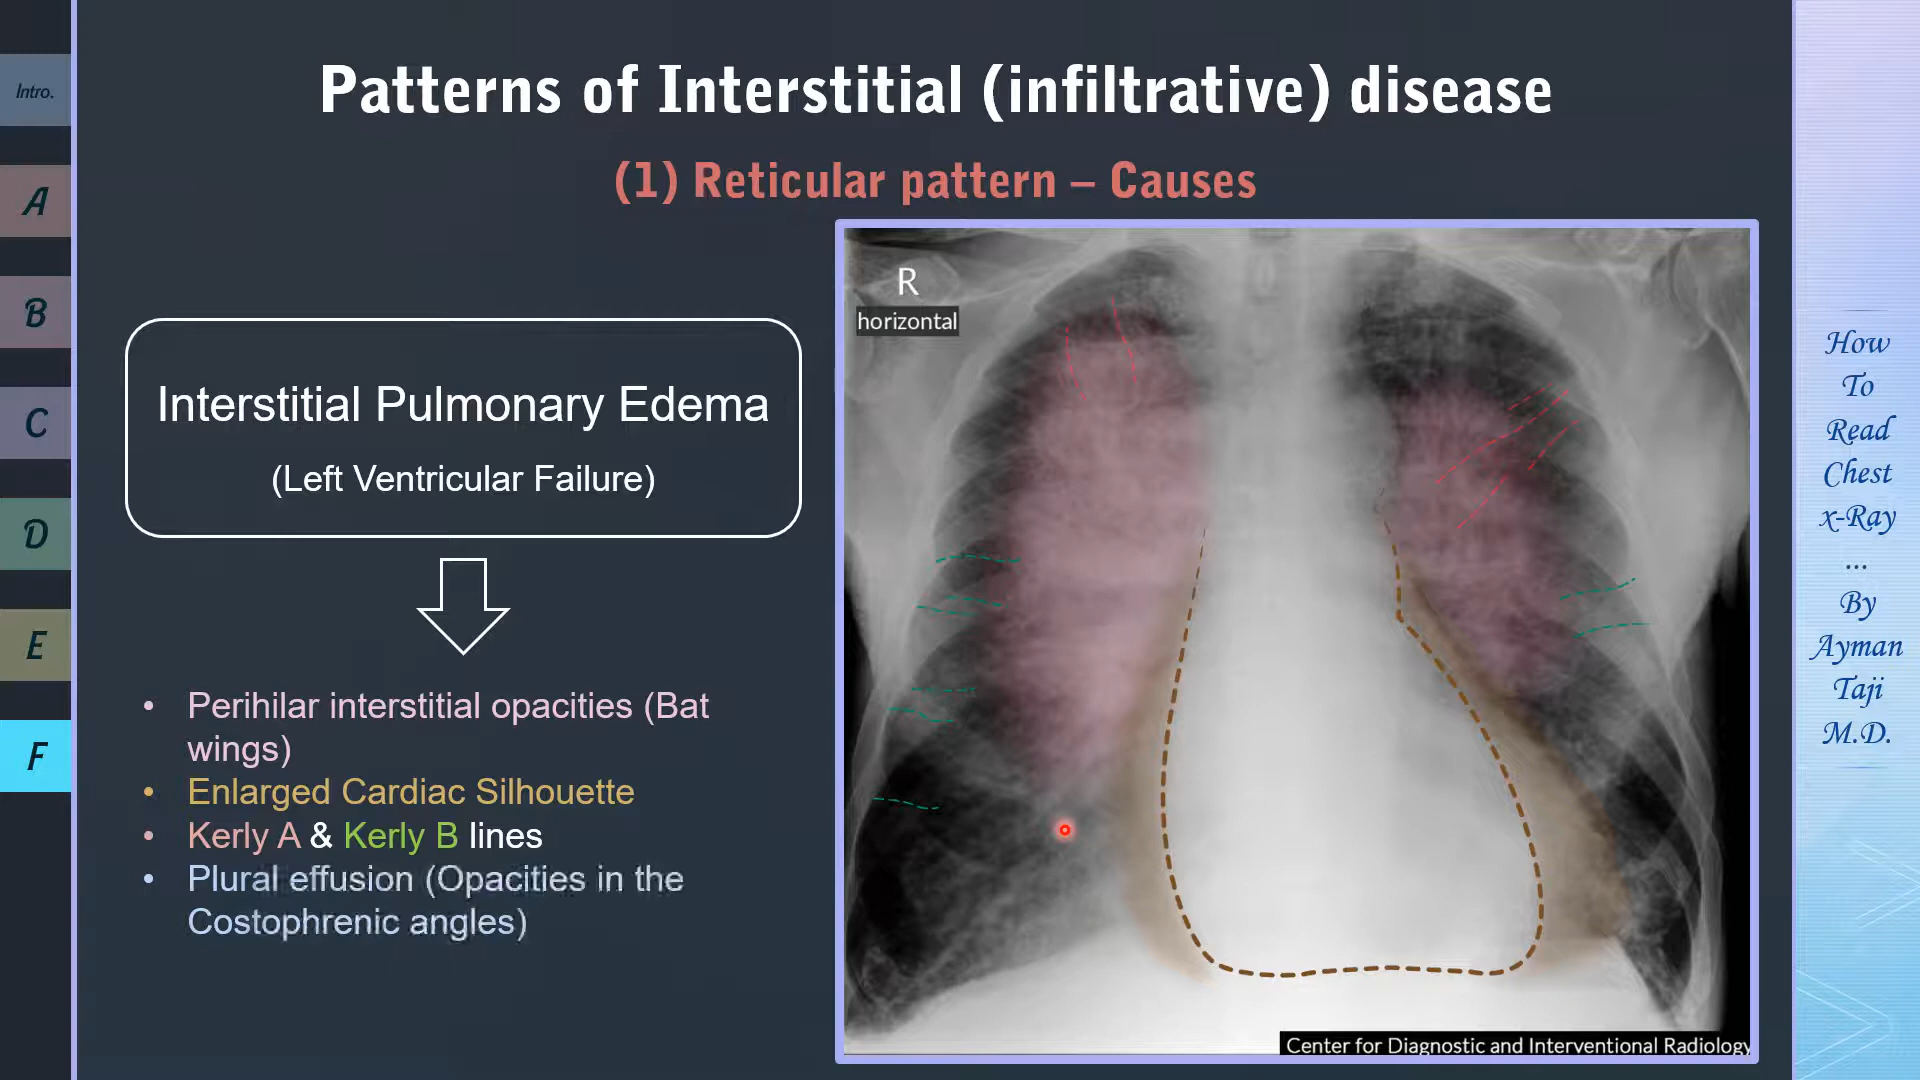 Patterns of Interstitial (infiltrative) disease
(1) Reticular pattern – Causes
Intro.
A
B
C
D
E
F
Interstitial Pulmonary Edema
(Left Ventricular Failure)
• Perihilar interstitial opacities (Bat
wings)
• Enlarged Cardiac Silhouette
• Kerly A & Kerly B lines
• Plural effusion (Opacities in the
Costophrenic angles)
R
horizontal
Center for Diagnostic and Interventional Radiology
How
To
Read
Chest
x-Ray
...
By
Ayman
Taji
M.D.